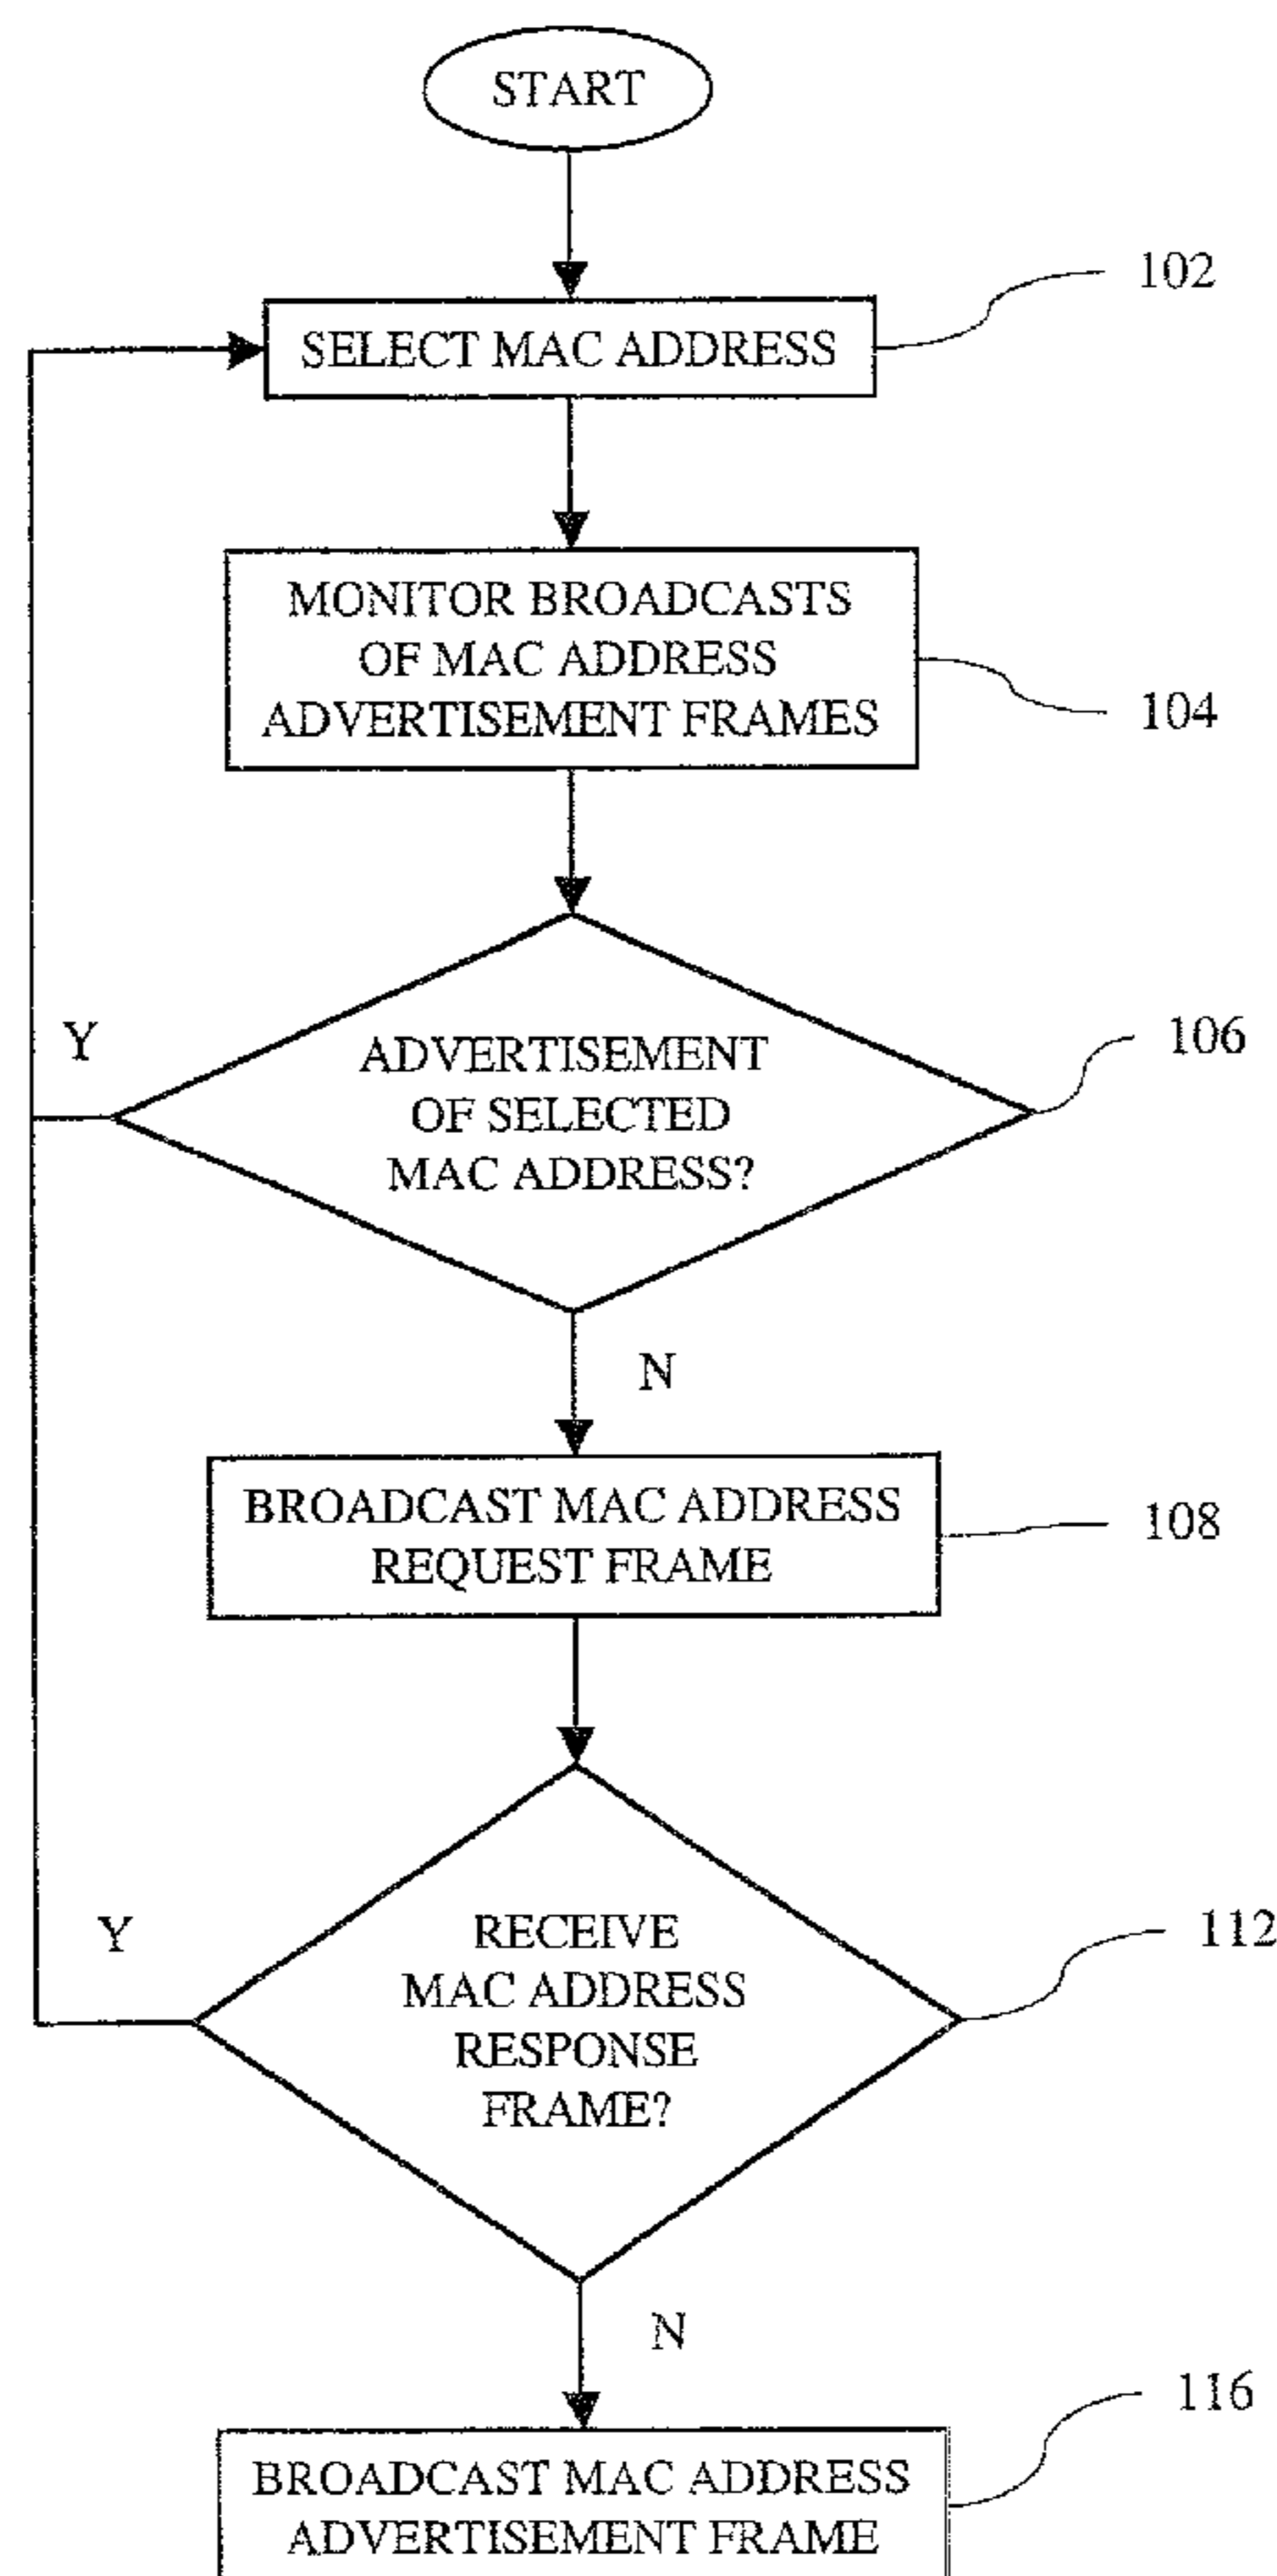 START
102
SELECT MAC ADDRESS
MONITOR BROADCASTS
OF MAC ADDRESS
ADVERTISEMENT FRAMES
104
Y
ADVERTISEMENT
OF SELECTED
MAC ADDRESS?
106
N
BROADCAST MAC ADDRESS
REQUEST FRAME
108
Y
RECEIVE
MAC ADDRESS
RESPONSE
FRAME?
112
N
116
BROADCAST MAC ADDRESS
ADVERTISEMENT FRAME